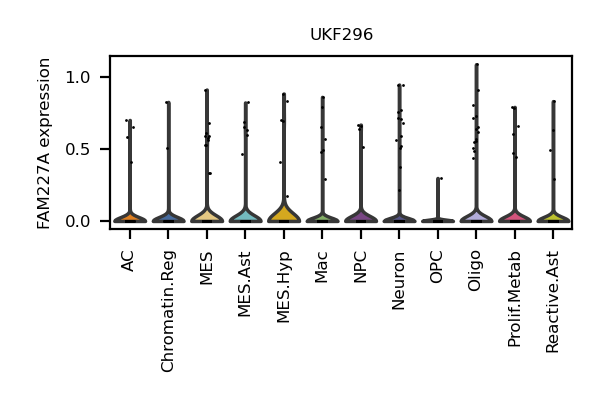 UKF296
FAM227A expression
1.0
0.5
0.0
AC
Chromatin.Reg
MES
MES.Ast
MES.Hyp
Mac
NPC
Neuron
OPC
Oligo
Prolif.Metab
Reactive.Ast